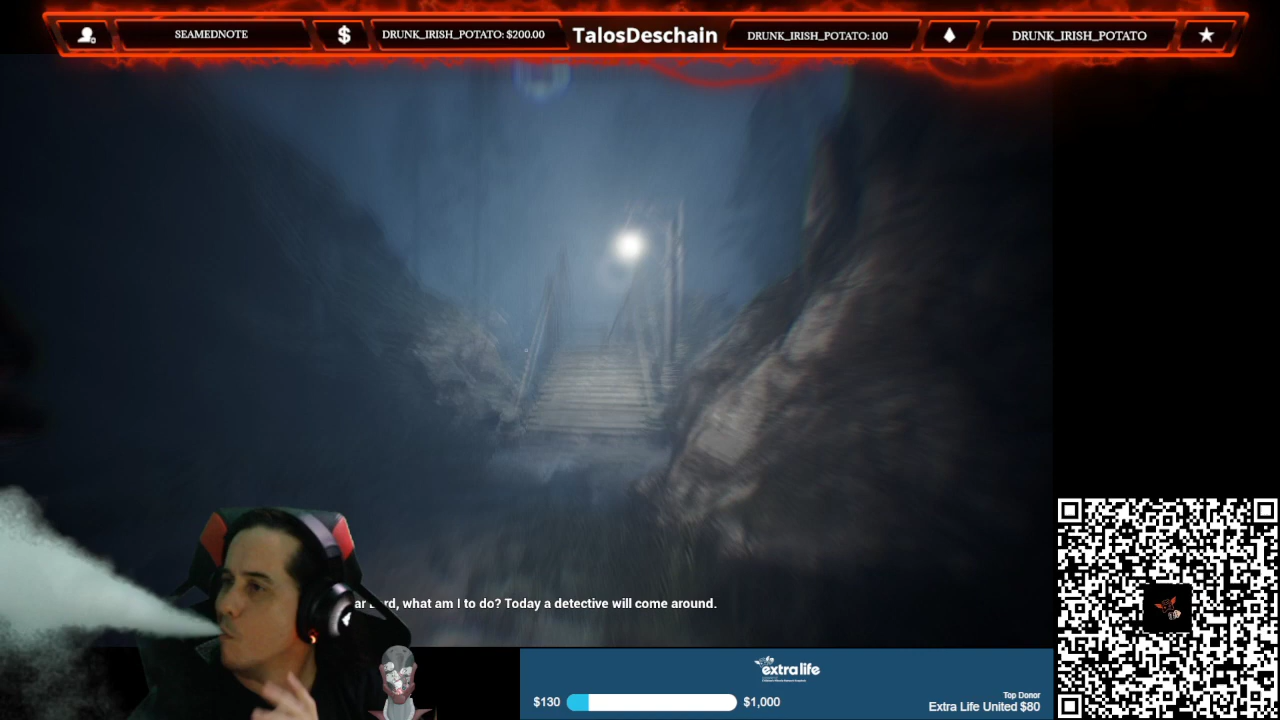 SEAMEDNOTE
$
DRUNK_IRISH_POTATO: $200.00
TalosDeschain
DRUNK_IRISH_POTATO: 100
DRUNK_IRISH_POTATO
what am I to do? Today a detective will come around.
extra life
$130
$1,000
Top Donor
Extra Life United $80